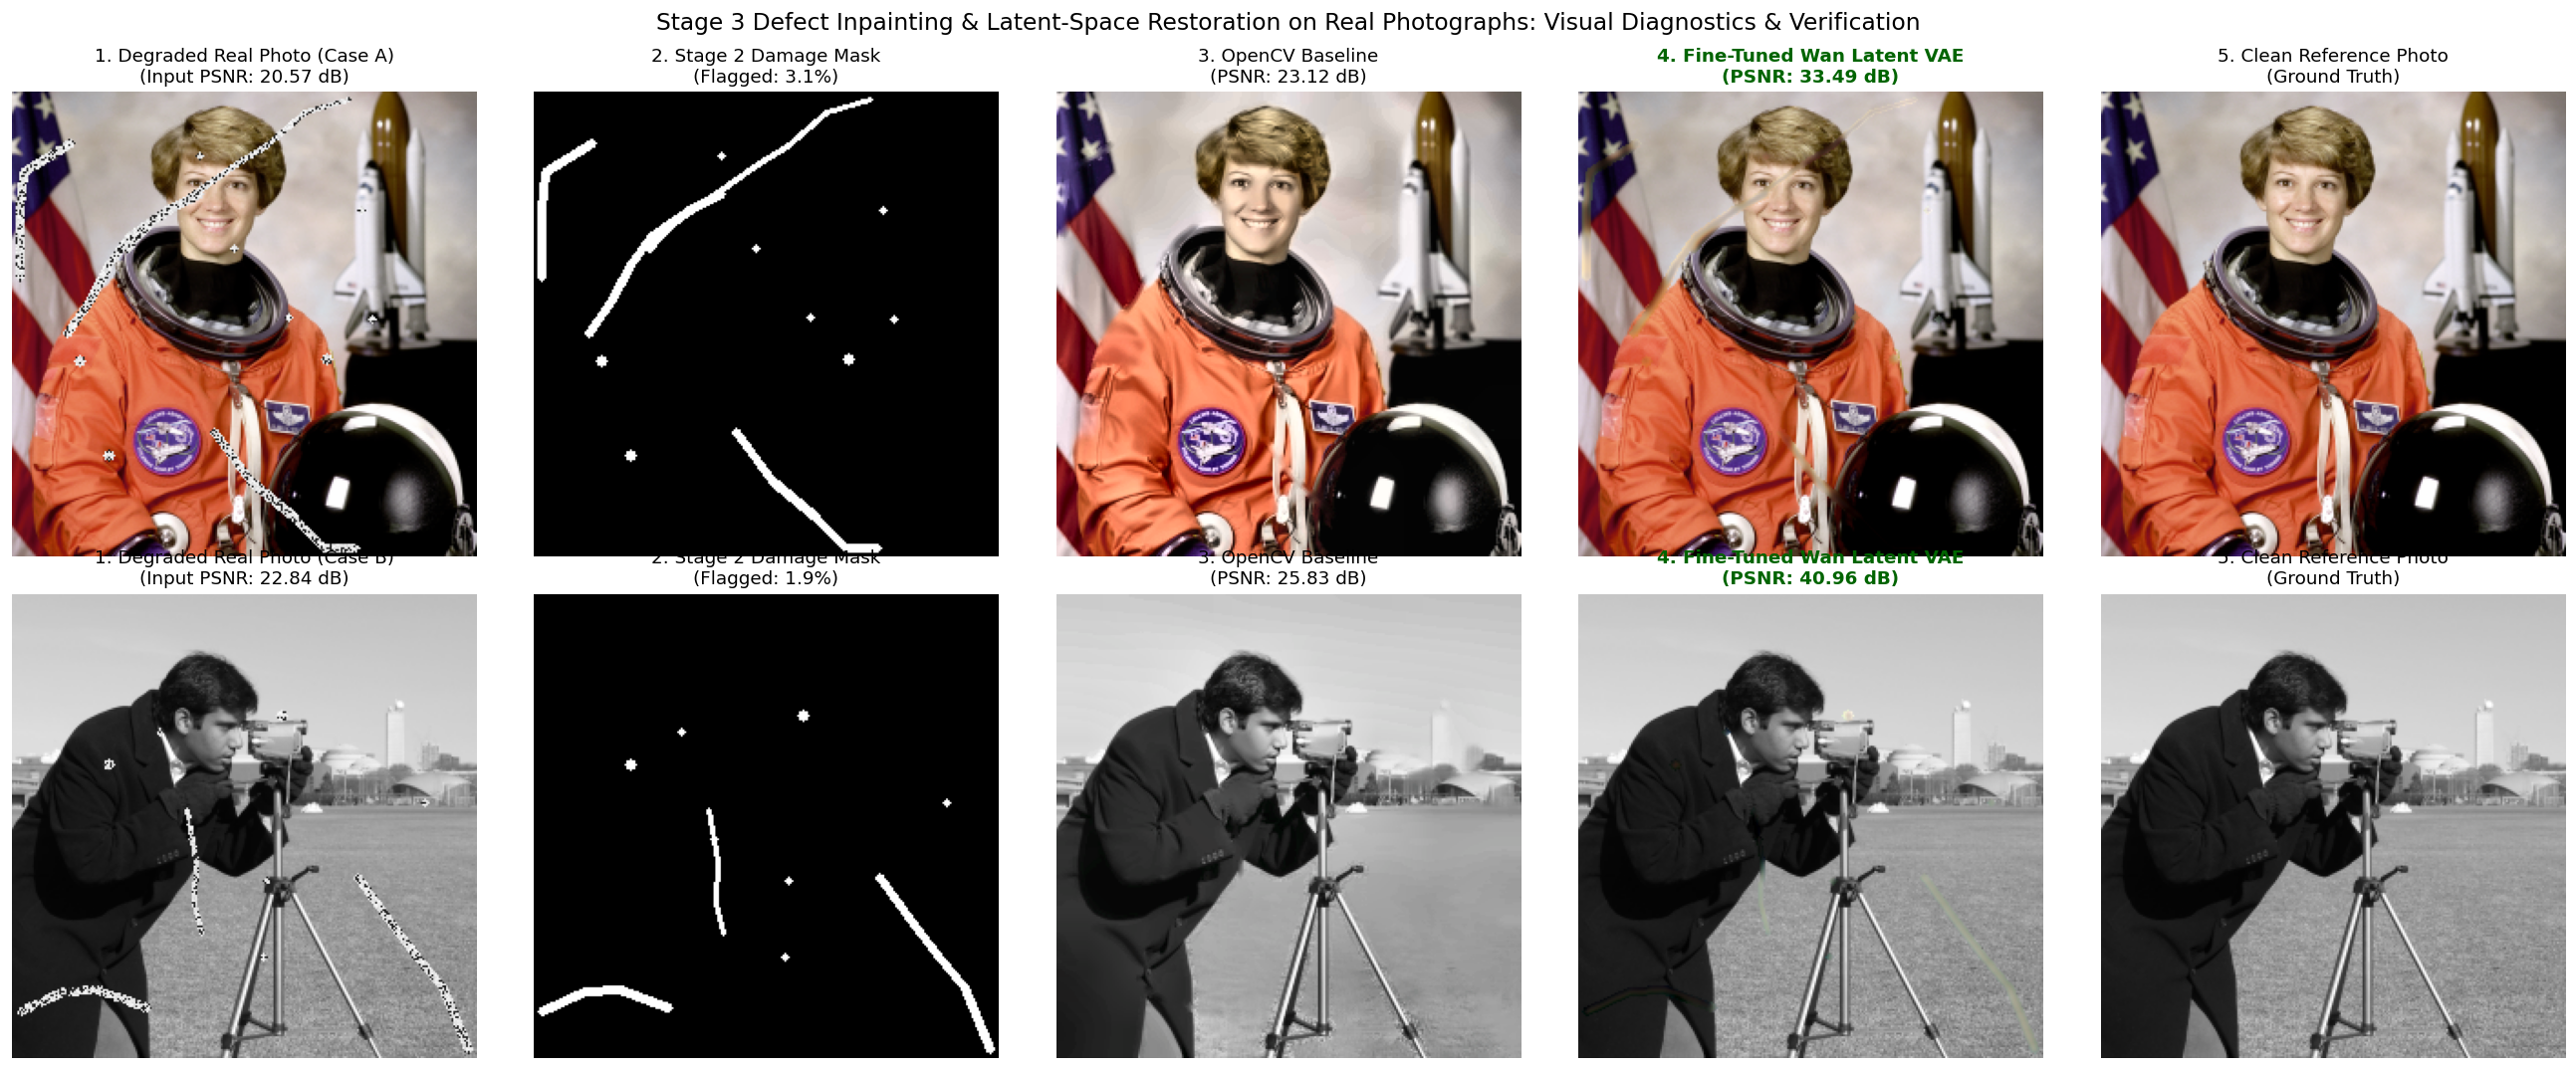 Stage 3 Defect Inpainting & Latent-Space Restoration on Real Photographs: Visual Diagnostics & Verification
1. Degraded Real Photo (Case A)
(Input PSNR: 20.57 dB)
2. Stage 2 Damage Mask
(Flagged: 3.1%)
3. OpenCV Baseline
(PSNR: 23.12 dB)
4. Fine-Tuned Wan Latent VAE
(PSNR: 33.49 dB)
5. Clean Reference Photo
(Ground Truth)
1. Degraded Real Photo (Case B)
(Input PSNR: 22.84 dB)
2. Stage 2 Damage Mask
(Flagged: 1.9%)
3. OpenCV Baseline
(PSNR: 25.83 dB)
4. Fine-Tuned Wan Latent VAE
(PSNR: 40.96 dB)
5. Clean Reference Photo
(Ground Truth)